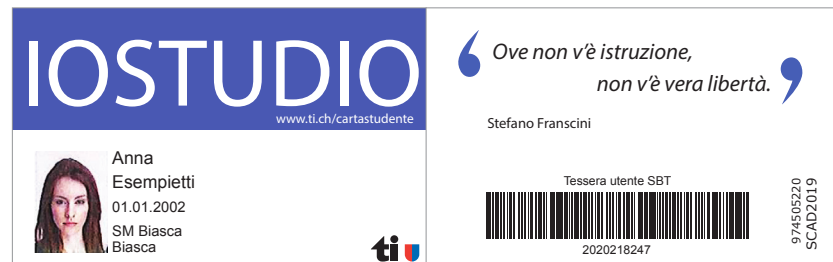 IOSTUDIO
www.ti.ch/cartastudente
Anna
Esempietti
01.01.2002
SM Biasca
Biasca
ti
‘ Ove non v'è istruzione,
non v'è vera libertà. ’
Stefano Franscini
Tessera utente SBT
2020218247
974505220
SCAD2019